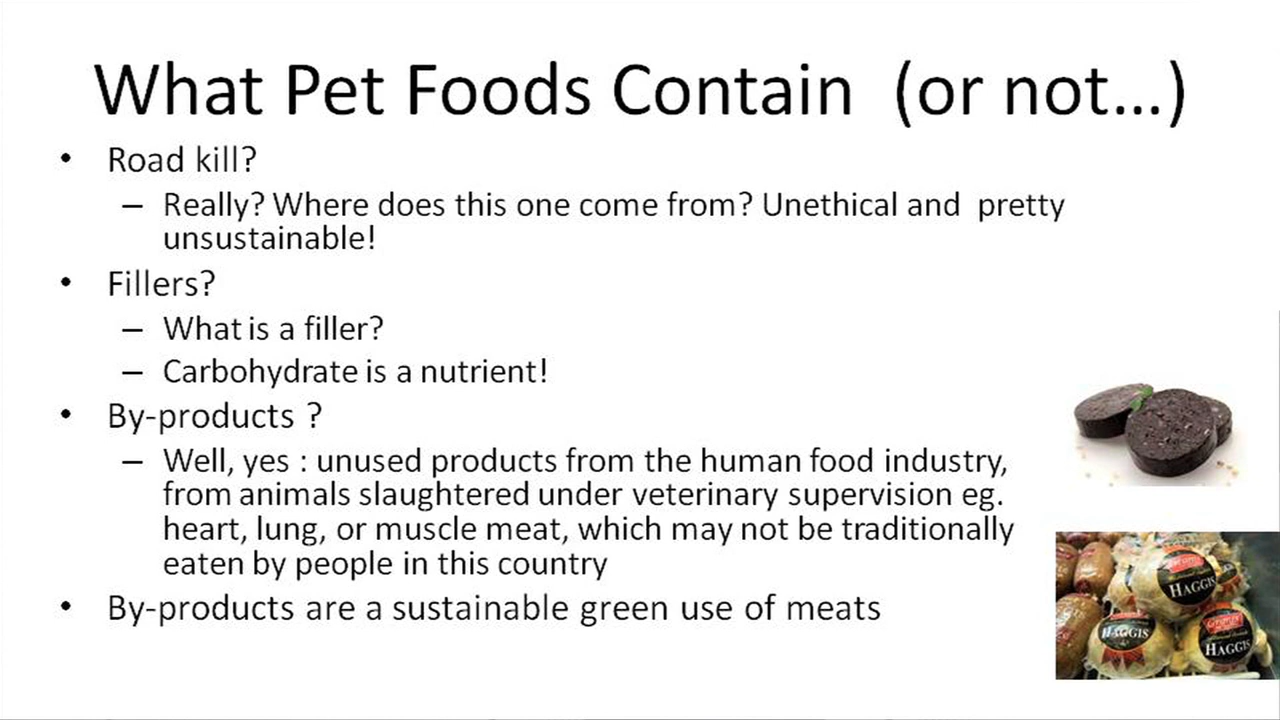 What Pet Foods Contain (or not...)
• Road kill?
– Really? Where does this one come from? Unethical and pretty
unsustainable!
• Fillers?
– What is a filler?
– Carbohydrate is a nutrient!
• By-products ?
– Well, yes : unused products from the human food industry,
from animals slaughtered under veterinary supervision eg.
heart, lung, or muscle meat, which may not be traditionally
eaten by people in this country
• By-products are a sustainable green use of meats
HAGGIS
HAGGIS
HAGGIS